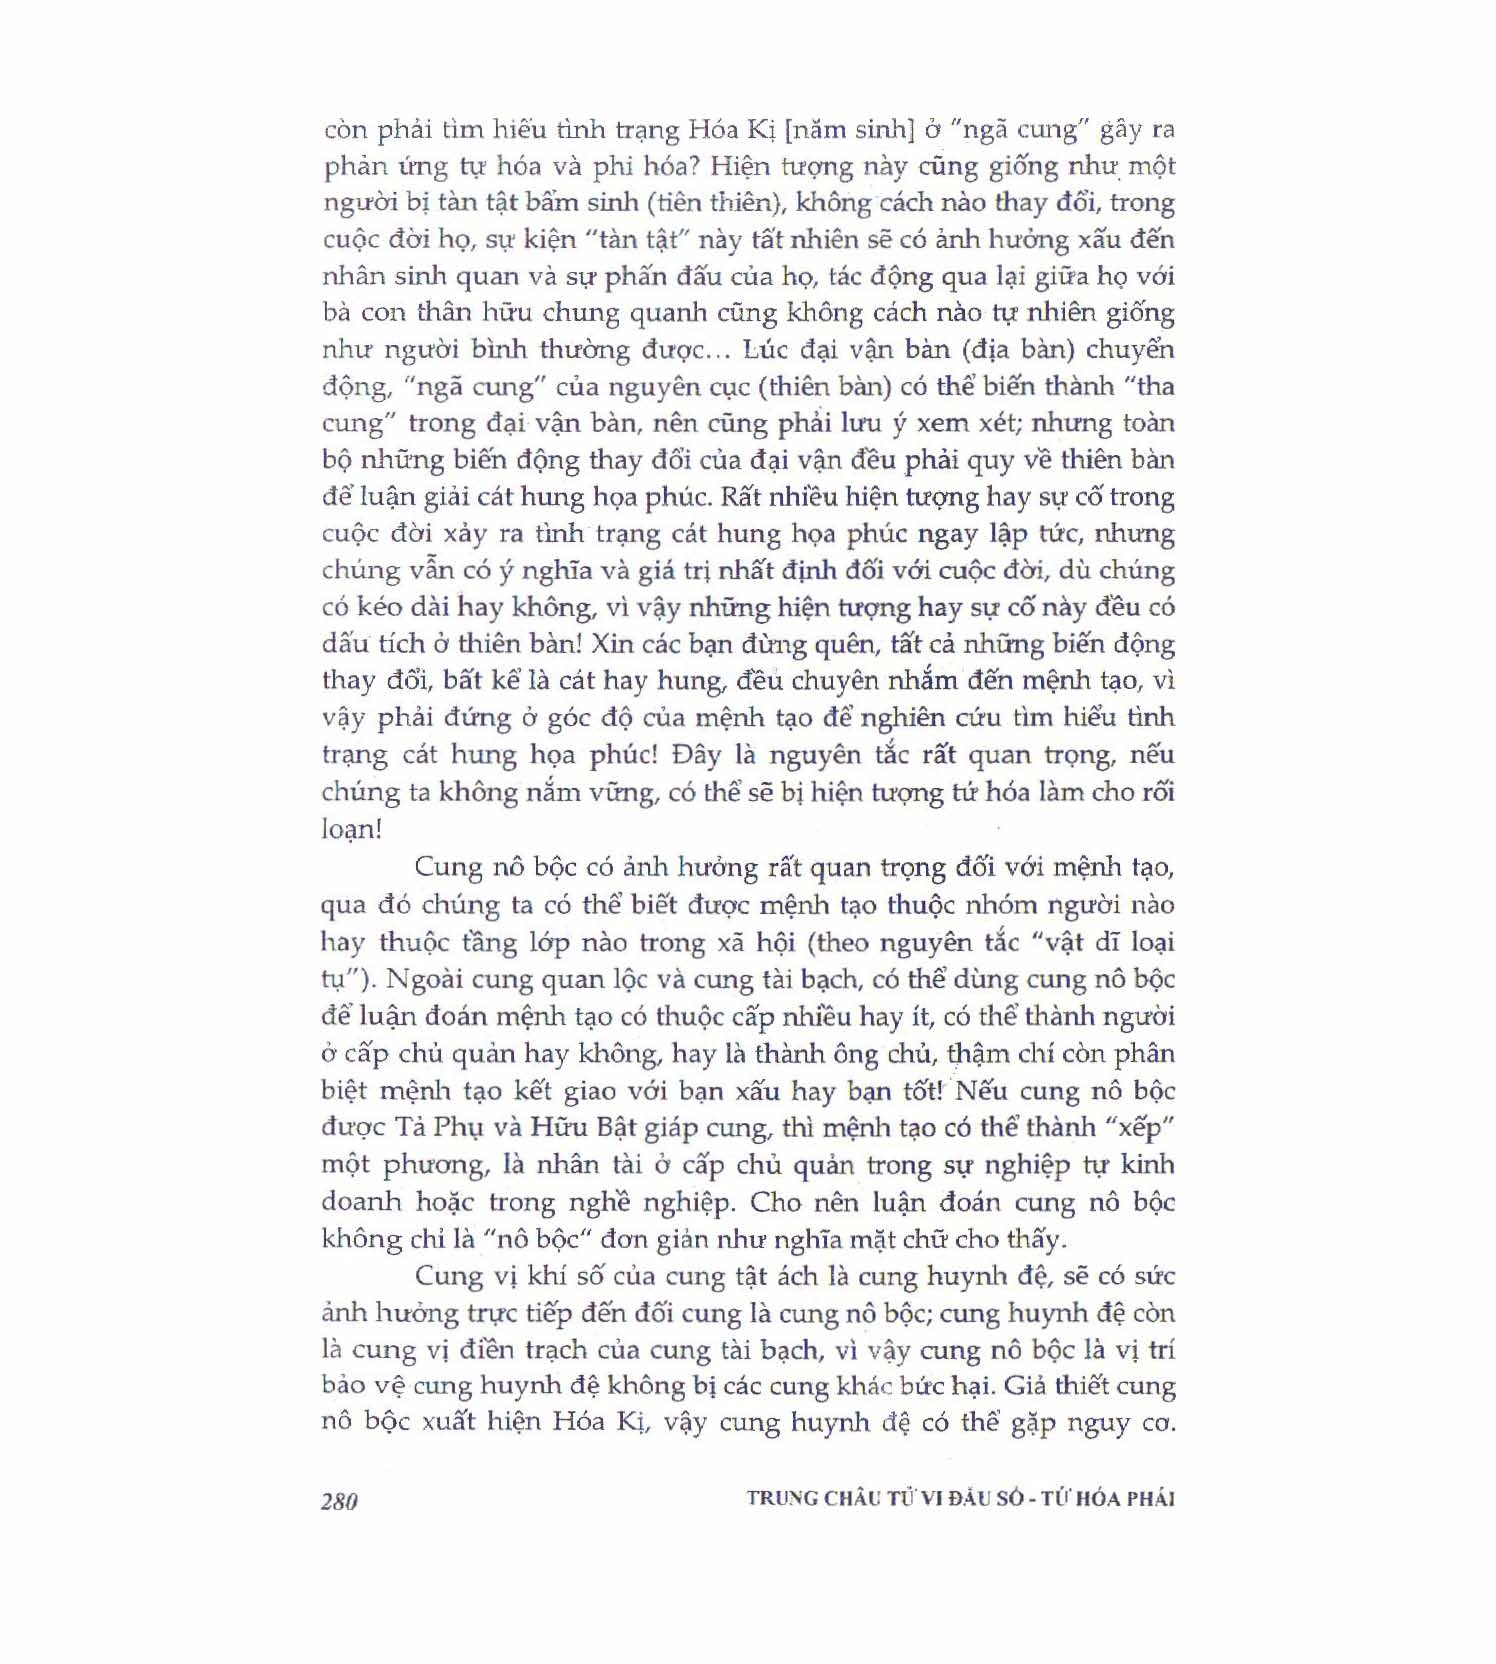 còn phải tìm hiểu tình trạng Hóa Kị [năm sinh] ở "ngã cung" gây ra
phản ứng tự hóa và phi hóa? Hiện tượng này cũng giống như một
người bị tàn tật bẩm sinh (tiên thiên), không cách nào thay đổi, trong
cuộc đời họ, sự kiện "tàn tật" này tất nhiên sẽ có ảnh hưởng xấu đến
nhân sinh quan và sự phấn đấu của họ, tác động qua lại giữa họ với
bà con thân hữu chung quanh cũng không cách nào tự nhiên giống
như người bình thường được... Lúc đại vận bàn (địa bàn) chuyển
động, "ngã cung" của nguyên cục (thiên bàn) có thể biến thành "tha
cung" trong đại vận bàn, nên cũng phải lưu ý xem xét; nhưng toàn
bộ những biến động thay đổi của đại vận đều phải quy về thiên bàn
để luận giải cát hung họa phúc. Rất nhiều hiện tượng hay sự cố trong
cuộc đời xảy ra tình trạng cát hung họa phúc ngay lập tức, nhưng
chúng vẫn có ý nghĩa và giá trị nhất định đối với cuộc đời, dù chúng
có kéo dài hay không, vì vậy những hiện tượng hay sự cố này đều có
dấu tích ở thiên bàn! Xin các bạn đừng quên, tất cả những biến động
thay đổi, bất kể là cát hay hung, đều chuyên nhắm đến mệnh tạo, vì
vậy phải đứng ở góc độ của mệnh tạo để nghiên cứu tìm hiểu tình
trạng cát hung họa phúc! Đây là nguyên tắc rất quan trọng, nếu
chúng ta không nắm vững, có thể sẽ bị hiện tượng tứ hóa làm cho rối
loạn!
Cung nô bộc có ảnh hưởng rất quan trọng đối với mệnh tạo,
qua đó chúng ta có thể biết được mệnh tạo thuộc nhóm người nào
hay thuộc tầng lớp nào trong xã hội (theo nguyên tắc "vật dĩ loại
tụ"). Ngoài cung quan lộc và cung tài bạch, có thể dùng cung nô bộc
để luận đoán mệnh tạo có thuộc cấp nhiều hay ít, có thể thành người
ở cấp chủ quản hay không, hay là thành ông chủ, thậm chí còn phân
biệt mệnh tạo kết giao với bạn xấu hay bạn tốt! Nếu cung nô bộc
được Tả Phụ và Hữu Bật giáp cung, thì mệnh tạo có thể thành "xếp"
một phương, là nhân tài ở cấp chủ quản trong sự nghiệp tự kinh
doanh hoặc trong nghề nghiệp. Cho nên luận đoán cung nô bộc
không chỉ là "nô bộc" đơn giản như nghĩa mặt chữ cho thấy.
Cung vị khí số của cung tật ách là cung huynh đệ, sẽ có sức
ảnh hưởng trực tiếp đến đối cung là cung nô bộc; cung huynh đệ còn
là cung vị điền trạch của cung tài bạch, vì vậy cung nô bộc là vị trí
bảo vệ cung huynh đệ không bị các cung khác bức hại. Giả thiết cung
nô bộc xuất hiện Hóa Kị, vậy cung huynh đệ có thể gặp nguy cơ.
280
TRUNG CHÂU TỬ VI ĐẨU SỐ - TỨ HÓA PHÁI